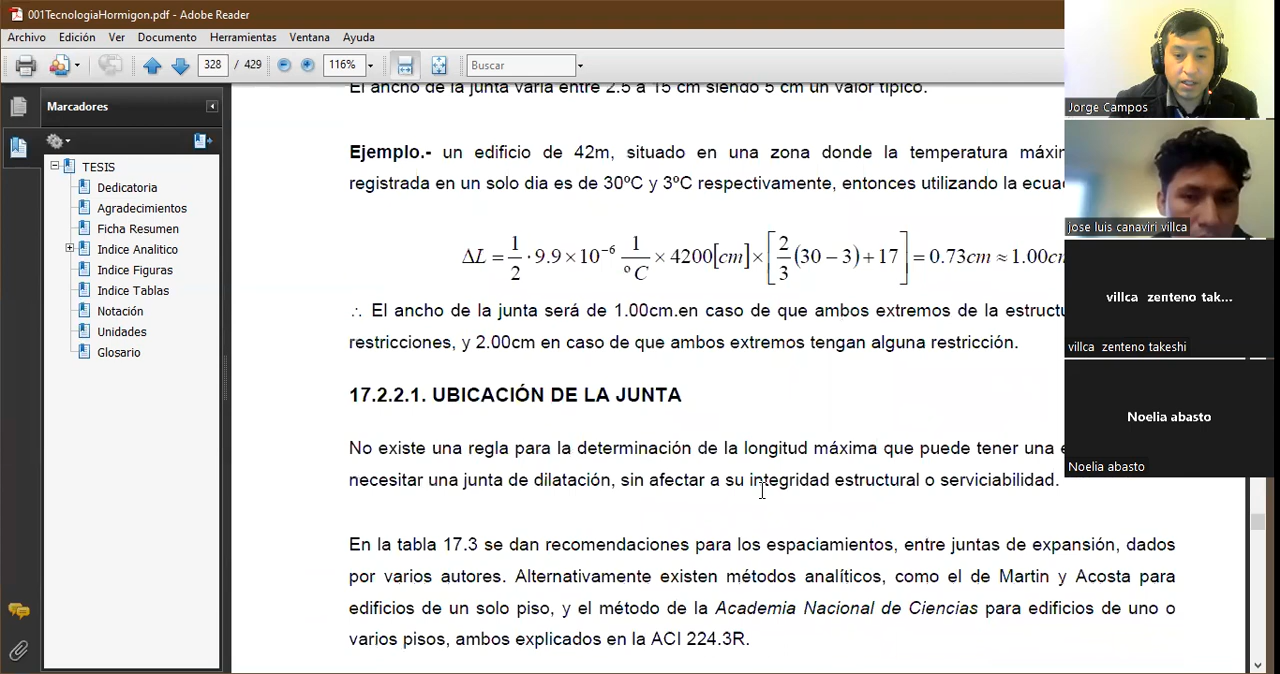 001TecnologiaHormigon.pdf - Adobe Reader
Archivo Edición Ver Documento Herramientas Ventana Ayuda
328 / 429 116% Buscar
Marcadores
TESIS
Dedicatoria
Agradecimientos
Ficha Resumen
Indice Analitico
Indice Figuras
Indice Tablas
Notación
Unidades
Glosario
El ancho de la junta varía entre 2.5 a 15 cm siendo 5 cm un valor típico.
Ejemplo.- un edificio de 42m, situado en una zona donde la temperatura máxim
registrada en un solo dia es de 30ºC y 3ºC respectivamente, entonces utilizando la ecua
ΔL = 1/2 · 9.9×10⁻⁶ 1/ºC × 4200[cm] × [2/3 (30 − 3) + 17] = 0.73cm ≈ 1.00cm
∴ El ancho de la junta será de 1.00cm.en caso de que ambos extremos de la estructu
restricciones, y 2.00cm en caso de que ambos extremos tengan alguna restricción.
17.2.2.1. UBICACIÓN DE LA JUNTA
No existe una regla para la determinación de la longitud máxima que puede tener una e
necesitar una junta de dilatación, sin afectar a su integridad estructural o serviciabilidad.
En la tabla 17.3 se dan recomendaciones para los espaciamientos, entre juntas de expansión, dados
por varios autores. Alternativamente existen métodos analíticos, como el de Martin y Acosta para
edificios de un solo piso, y el método de la Academia Nacional de Ciencias para edificios de uno o
varios pisos, ambos explicados en la ACI 224.3R.
Jorge Campos
jose luis canaviri villca
villca zenteno tak...
villca zenteno takeshi
Noelia abasto
Noelia abasto